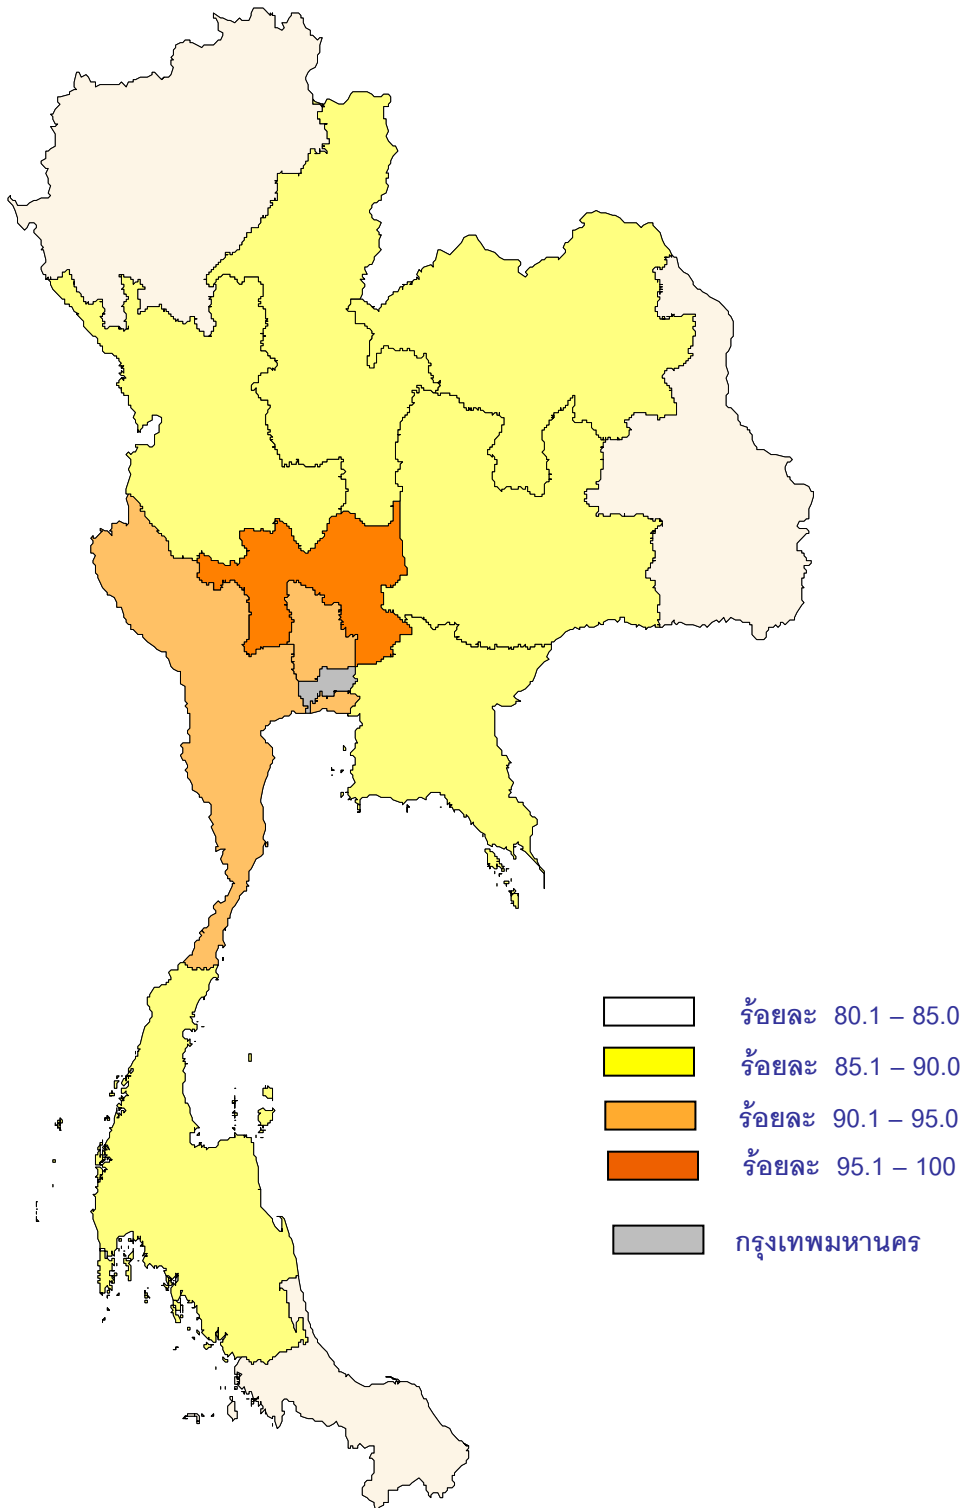 ร้อยละ 80.1 – 85.0
ร้อยละ 85.1 – 90.0
ร้อยละ 90.1 – 95.0
ร้อยละ 95.1 – 100
กรุงเทพมหานคร